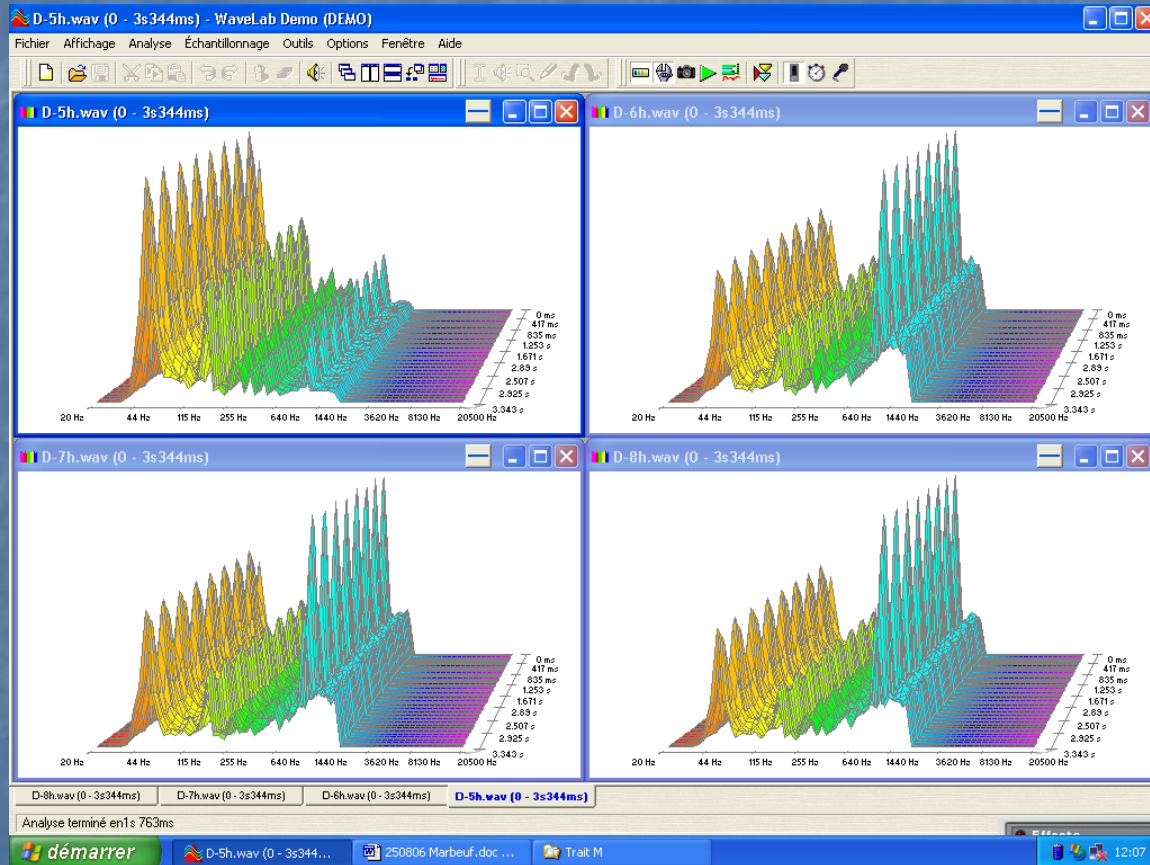 D-5h.wav (0 - 3s344ms) - WaveLab Demo (DEMO)
Fichier Affichage Analyse Échantillonnage Outils Options Fenêtre Aide
D-5h.wav (0 - 3s344ms)
0 ms
417 ms
835 ms
1.253 s
1.671 s
2.89 s
2.507 s
2.925 s
3.343 s
20 Hz 44 Hz 115 Hz 255 Hz 640 Hz 1440 Hz 3620 Hz 8130 Hz 20500 Hz
D-6h.wav (0 - 3s344ms)
0 ms
417 ms
835 ms
1.253 s
1.671 s
2.89 s
2.507 s
2.925 s
3.343 s
20 Hz 44 Hz 115 Hz 255 Hz 640 Hz 1440 Hz 3620 Hz 8130 Hz 20500 Hz
D-7h.wav (0 - 3s344ms)
0 ms
417 ms
835 ms
1.253 s
1.671 s
2.89 s
2.507 s
2.925 s
3.343 s
20 Hz 44 Hz 115 Hz 255 Hz 640 Hz 1440 Hz 3620 Hz 8130 Hz 20500 Hz
D-8h.wav (0 - 3s344ms)
0 ms
417 ms
835 ms
1.253 s
1.671 s
2.89 s
2.507 s
2.925 s
3.343 s
20 Hz 44 Hz 115 Hz 255 Hz 640 Hz 1440 Hz 3620 Hz 8130 Hz 20500 Hz
D-8h.wav (0 - 3s344ms) D-7h.wav (0 - 3s344ms) D-6h.wav (0 - 3s344ms) D-5h.wav (0 - 3s344ms)
Analyse terminé en1s 763ms
Effects
démarrer D-5h.wav (0 - 3s344... 250806 Marbeuf.doc ... Trait M 12:07